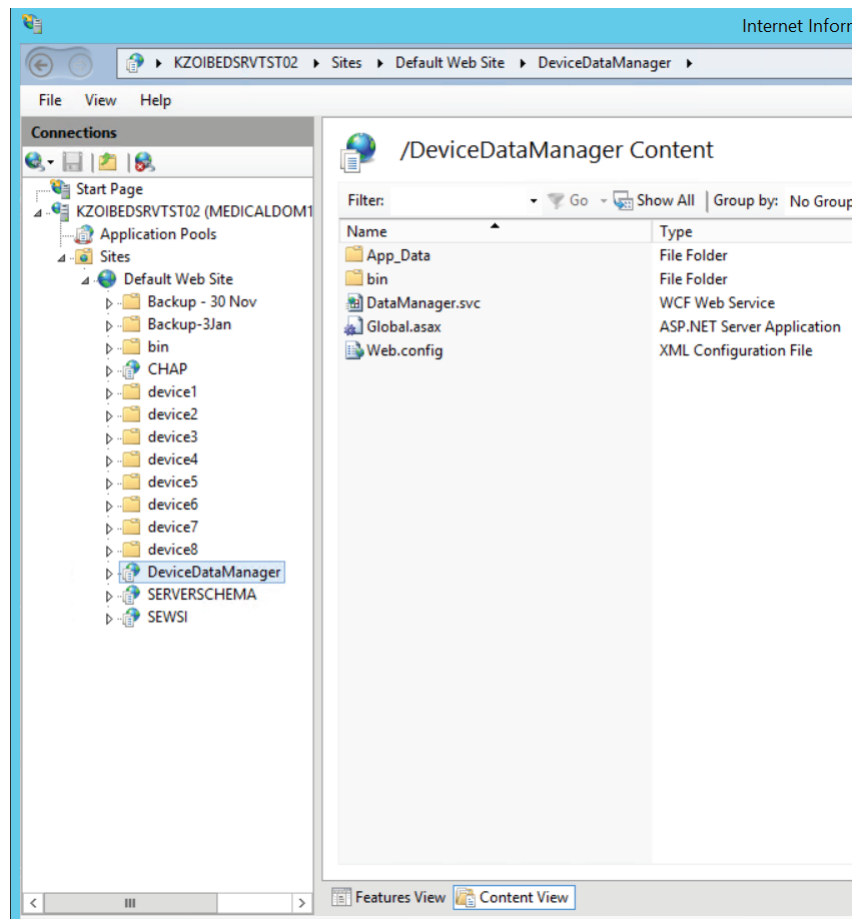 Internet Inforr
KZOIBEDSRVTST02 Sites Default Web Site DeviceDataManager
File View Help
Connections
Start Page
KZOIBEDSRVTST02 (MEDICALDOM1
Application Pools
Sites
Default Web Site
Backup - 30 Nov
Backup-3Jan
bin
CHAP
device1
device2
device3
device4
device5
device6
device7
device8
DeviceDataManager
SERVERSCHEMA
SEWSI
/DeviceDataManager Content
Filter: Go Show All Group by: No Group
Name Type
App_Data File Folder
bin File Folder
DataManager.svc WCF Web Service
Global.asax ASP.NET Server Application
Web.config XML Configuration File
Features View Content View